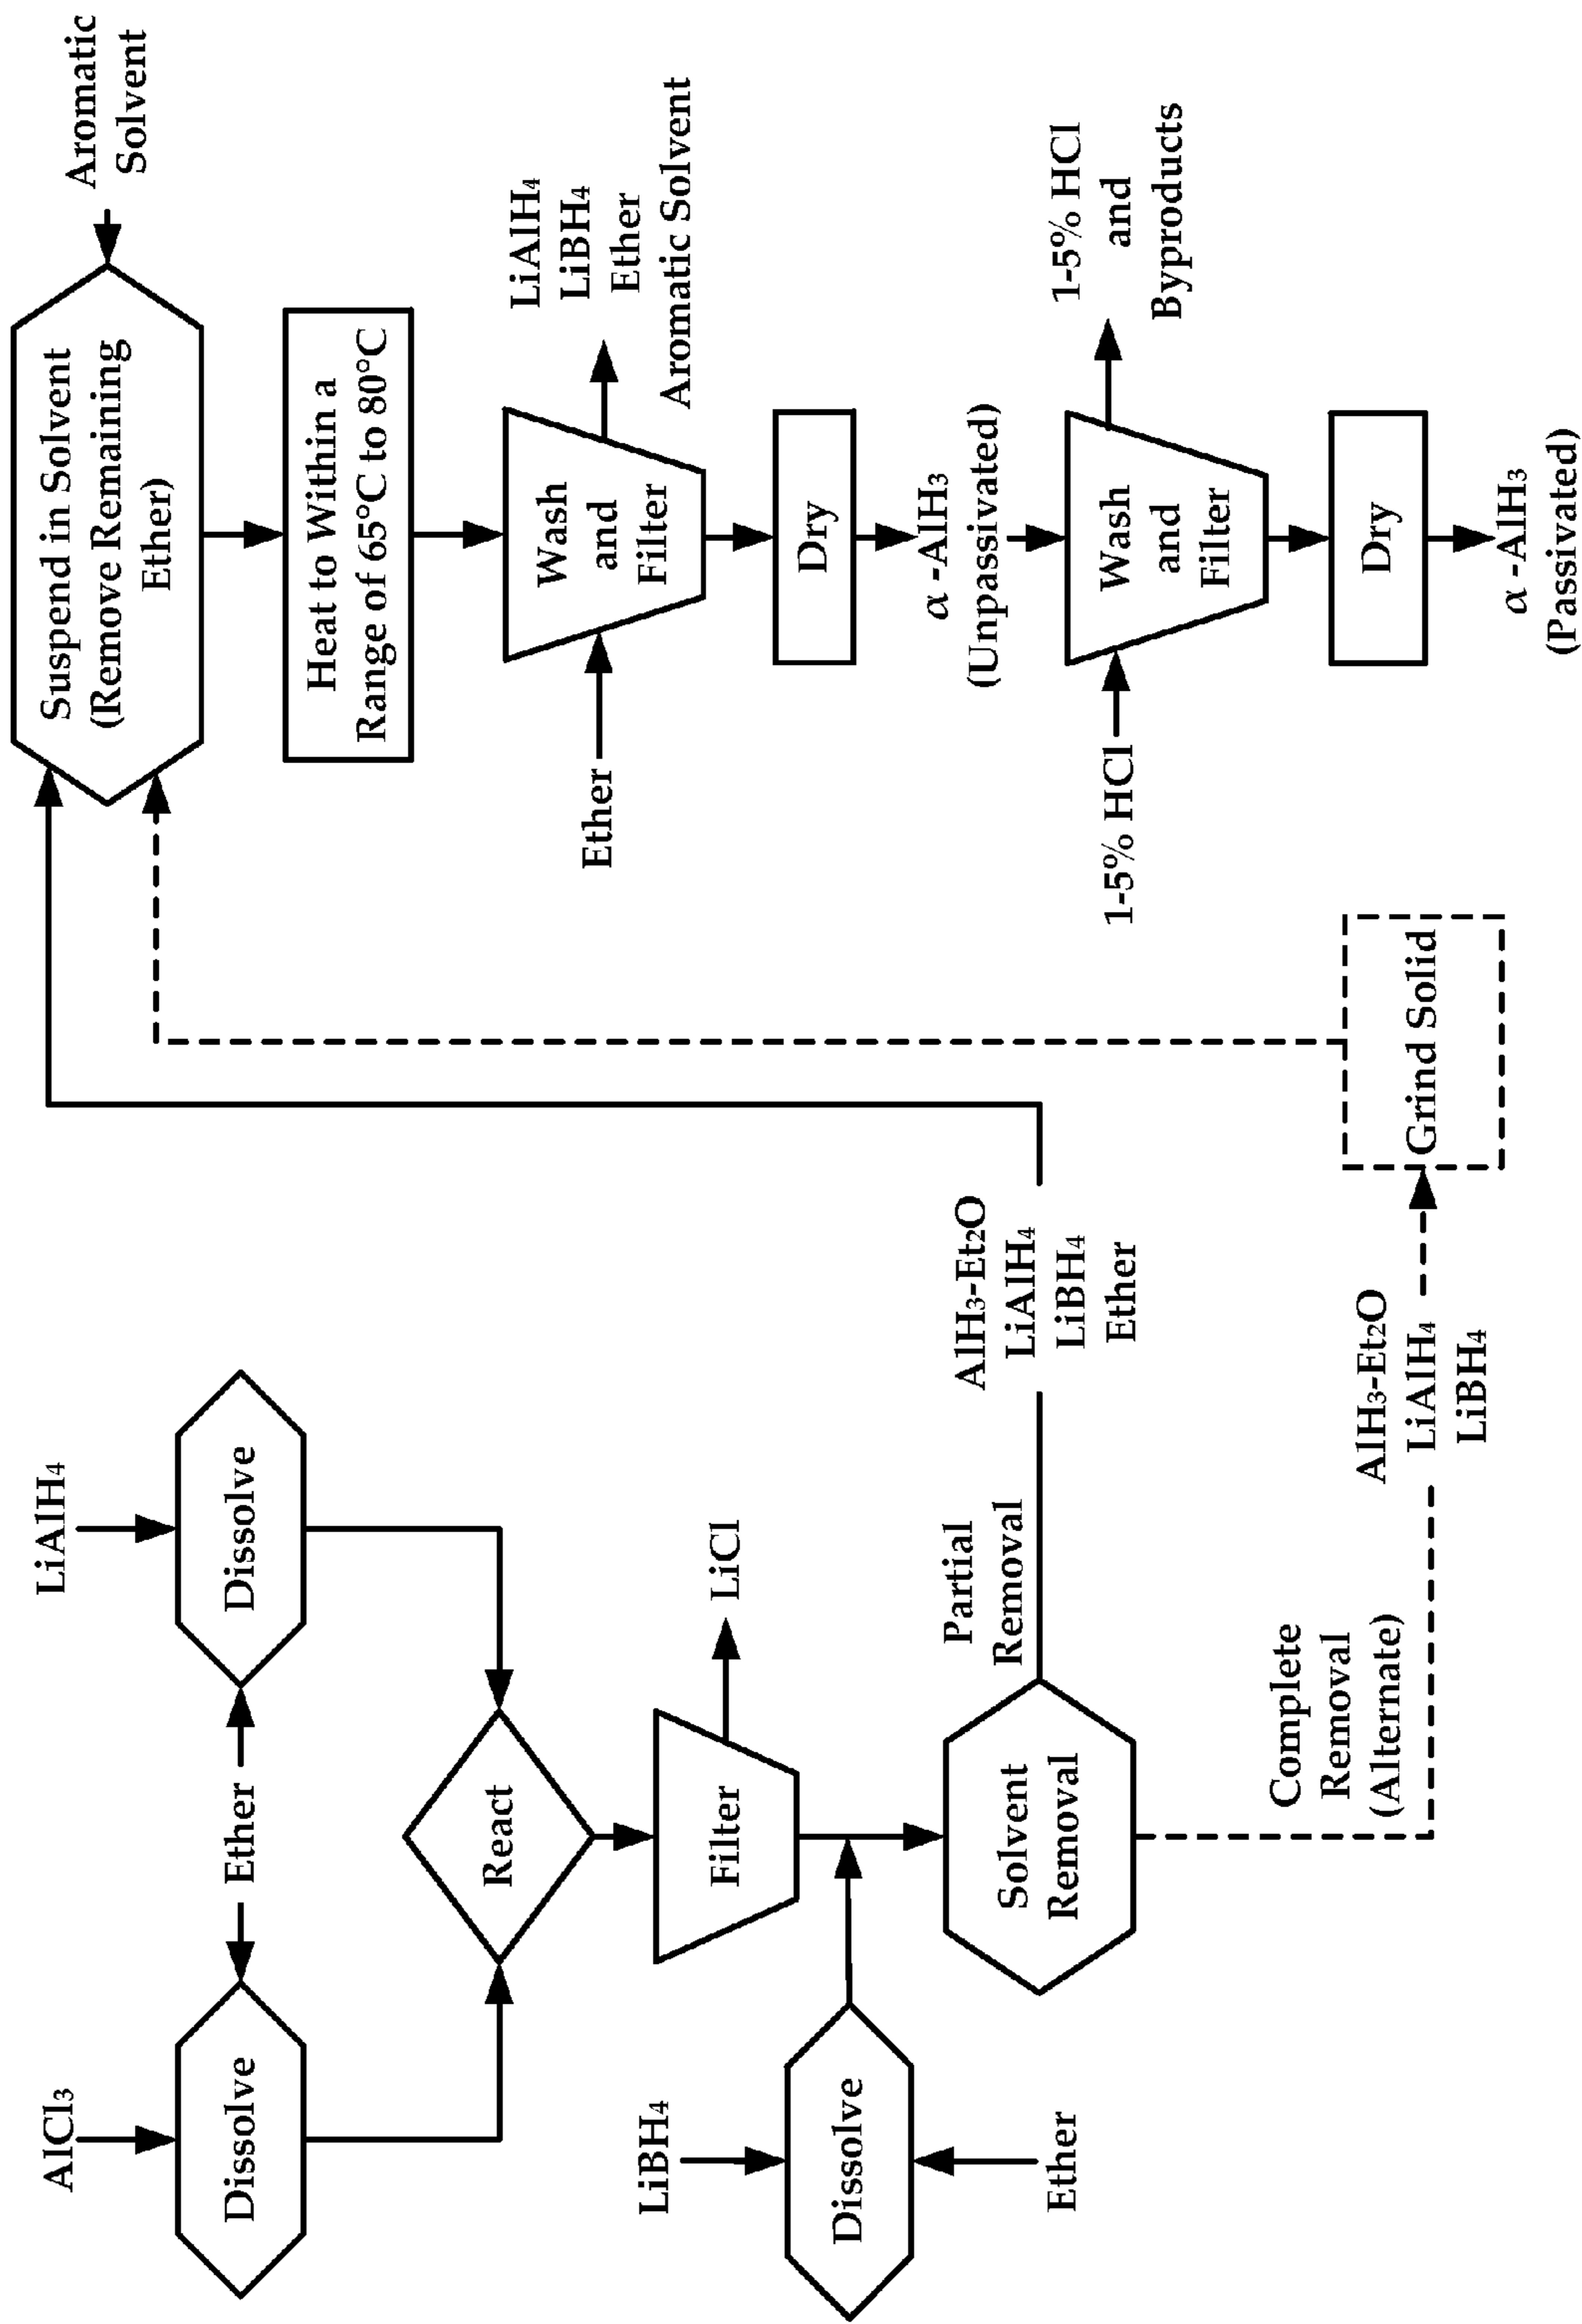 AlCl₃
LiAlH₄
Dissolve
Ether
Dissolve
React
Filter
LiCl
LiBH₄
Dissolve
Ether
Solvent
Removal
Partial
Removal
AlH₃-Et₂O
LiAlH₄
LiBH₄
Ether
Complete
Removal
(Alternate)
AlH₃-Et₂O
LiAlH₄
LiBH₄
Grind Solid
Suspend in Solvent
(Remove Remaining
Ether)
Aromatic
Solvent
Heat to Within a
Range of 65°C to 80°C
Ether
Wash
and
Filter
LiAlH₄
LiBH₄
Ether
Aromatic Solvent
Dry
α -AlH₃
(Unpassivated)
1-5% HCl
Wash
and
Filter
1-5% HCl
and
Byproducts
Dry
α -AlH₃
(Passivated)